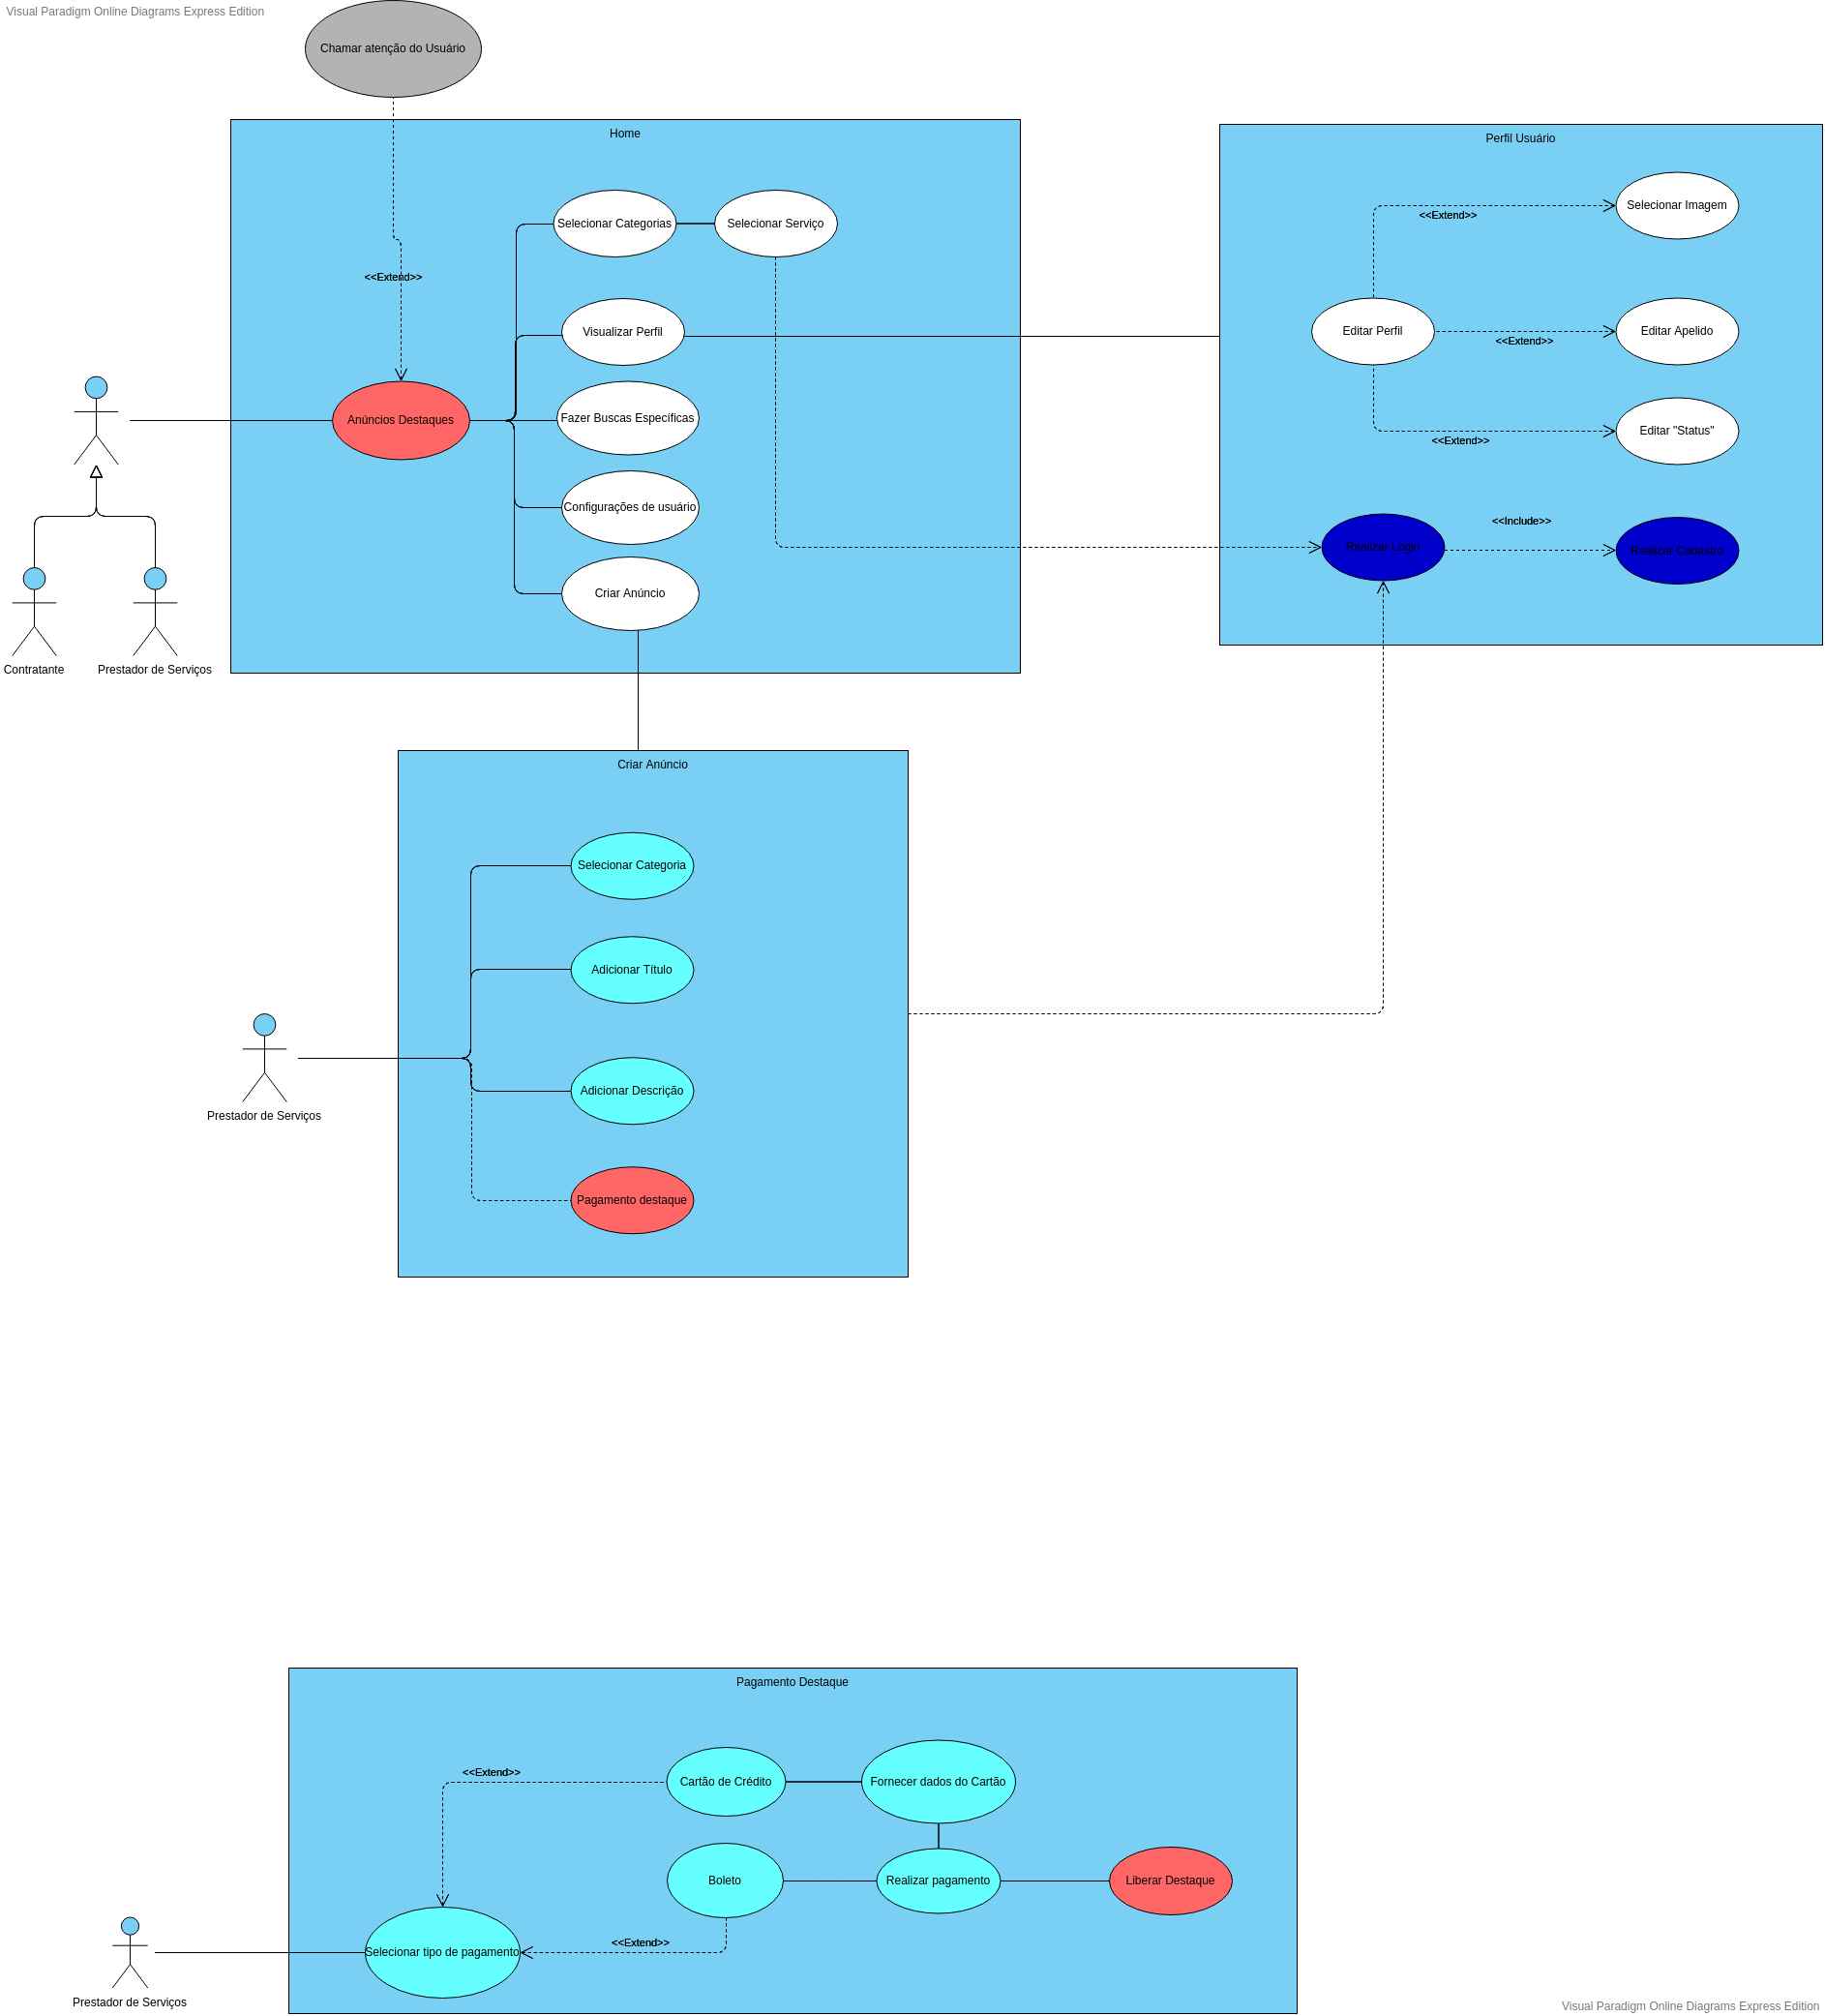 Visual Paradigm Online Diagrams Express Edition
Chamar atenção do Usuário
Home
Perfil Usuário
Selecionar Categorias
Selecionar Serviço
Selecionar Imagem
<<Extend>>
<<Extend>>
Visualizar Perfil
Editar Perfil
Editar Apelido
<<Extend>>
Anúncios Destaques
Fazer Buscas Específicas
Editar "Status"
<<Extend>>
Configurações de usuário
<<Include>>
Realizar Login
Realizar Cadastro
Criar Anúncio
Contratante
Prestador de Serviços
Criar Anúncio
Selecionar Categoria
Adicionar Título
Adicionar Descrição
Prestador de Serviços
Pagamento destaque
Pagamento Destaque
<<Extend>>
Cartão de Crédito
Fornecer dados do Cartão
Boleto
Realizar pagamento
Liberar Destaque
<<Extend>>
Selecionar tipo de pagamento
Prestador de Serviços
Visual Paradigm Online Diagrams Express Edition